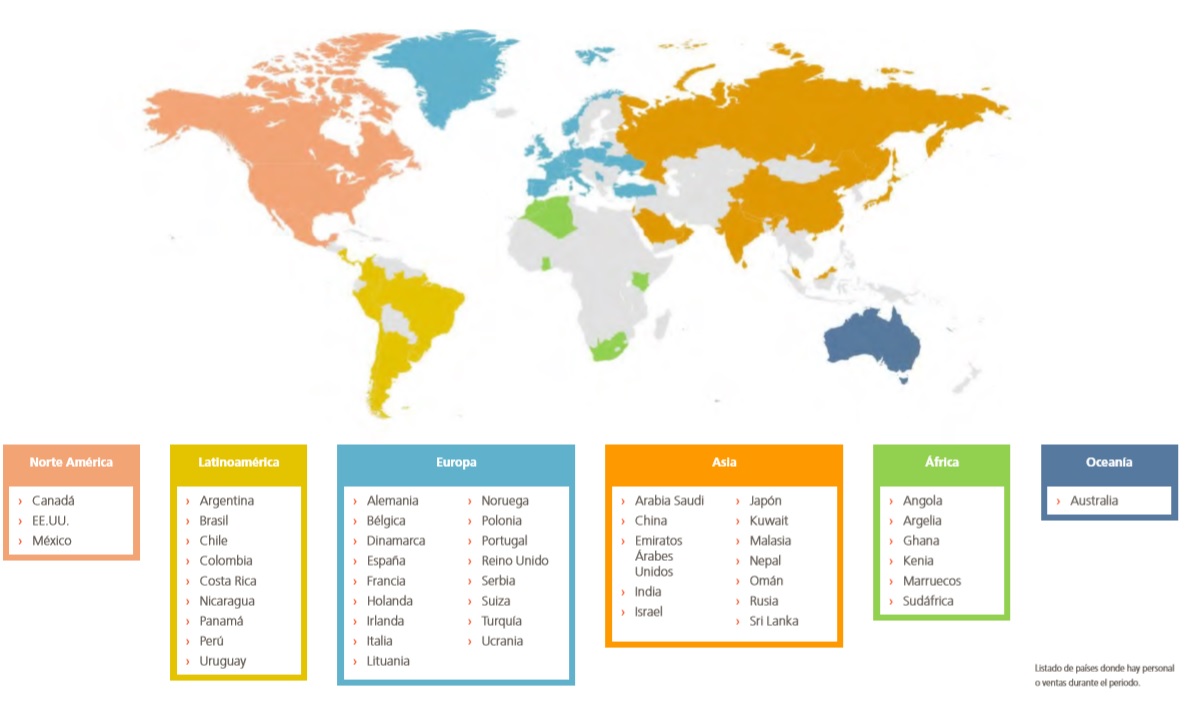 Norte América
Canadá
EE.UU.
México
Latinoamérica
Argentina
Brasil
Chile
Colombia
Costa Rica
Nicaragua
Panamá
Perú
Uruguay
Europa
Alemania
Bélgica
Dinamarca
España
Francia
Holanda
Irlanda
Italia
Lituania
Noruega
Polonia
Portugal
Reino Unido
Serbia
Suiza
Turquía
Ucrania
Asia
Arabia Saudi
China
Emiratos
Árabes
Unidos
India
Israel
Japón
Kuwait
Malasia
Nepal
Omán
Rusia
Sri Lanka
África
Angola
Argelia
Ghana
Kenia
Marruecos
Sudáfrica
Oceanía
Australia
Listado de países donde hay personal
o ventas durante el periodo.